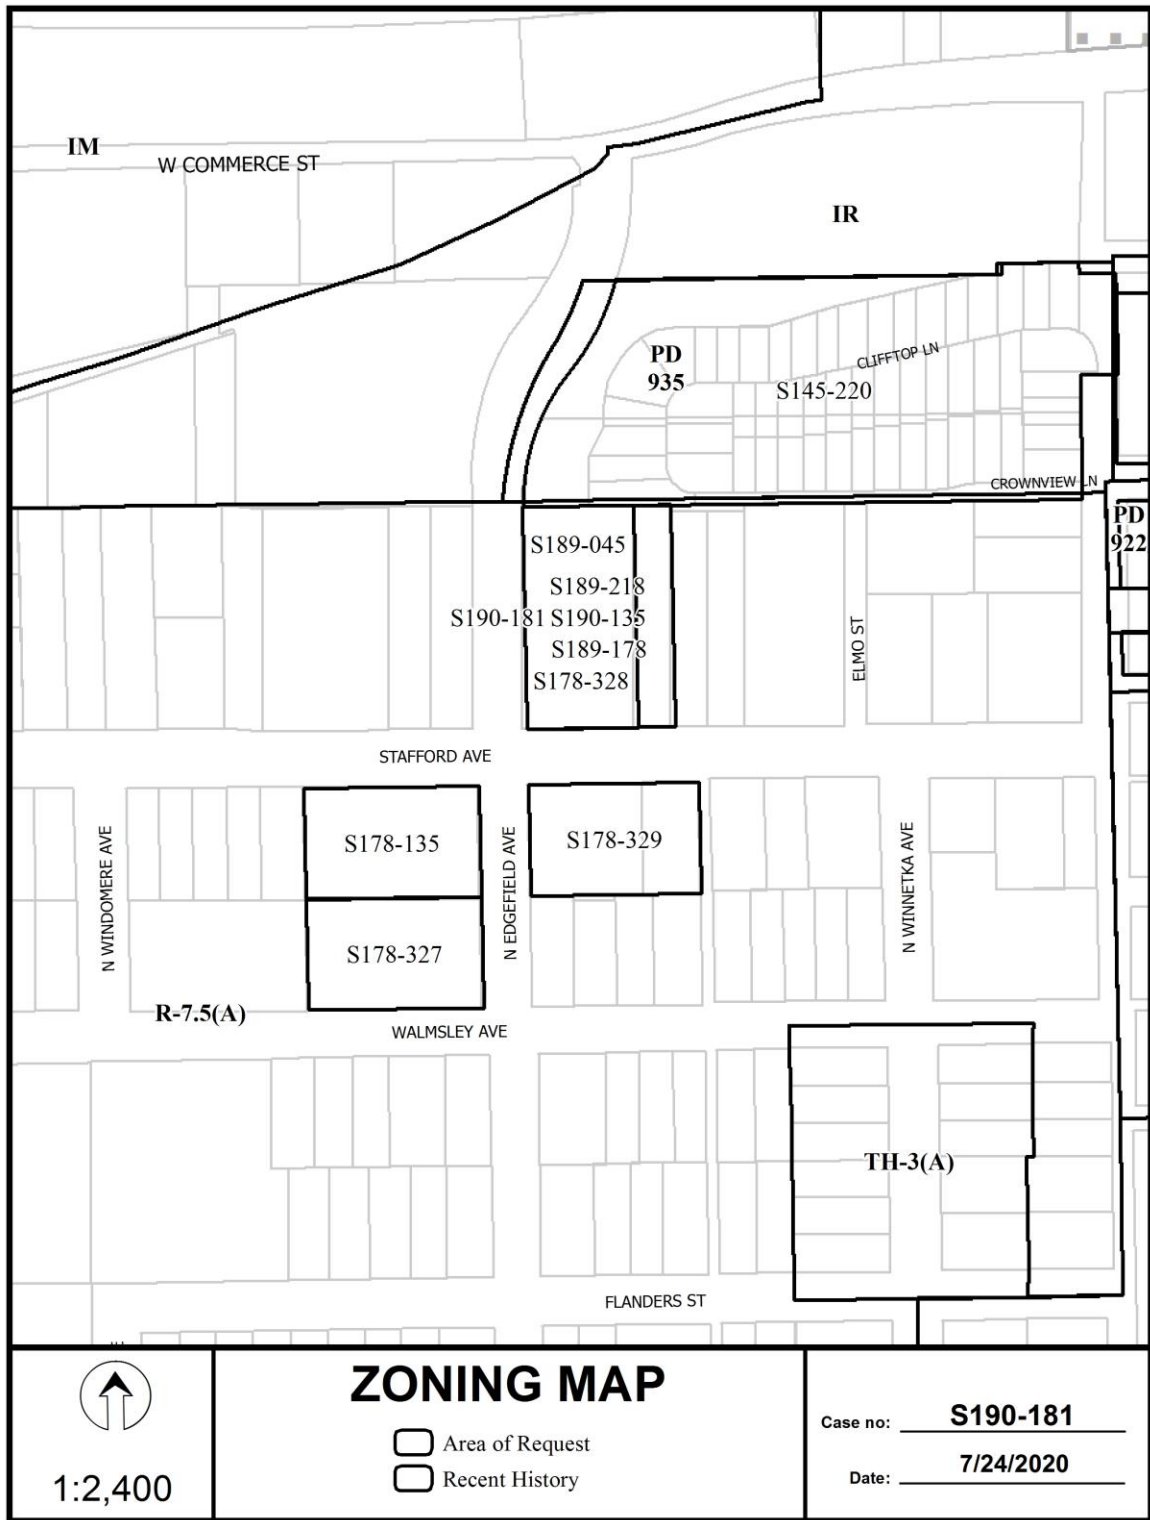 IM
W COMMERCE ST
IR
PD
935
CLIFFTOP LN
S145-220
CROWNVIEW LN
PD
922
S189-045
S189-218
S190-181 S190-135
S189-178
S178-328
ELMO ST
STAFFORD AVE
N WINDOMERE AVE
S178-135
N EDGEFIELD AVE
S178-329
N WINNETKA AVE
S178-327
R-7.5(A)
WALMSLEY AVE
TH-3(A)
FLANDERS ST
1:2,400
ZONING MAP
Area of Request
Recent History
Case no: S190-181
Date: 7/24/2020